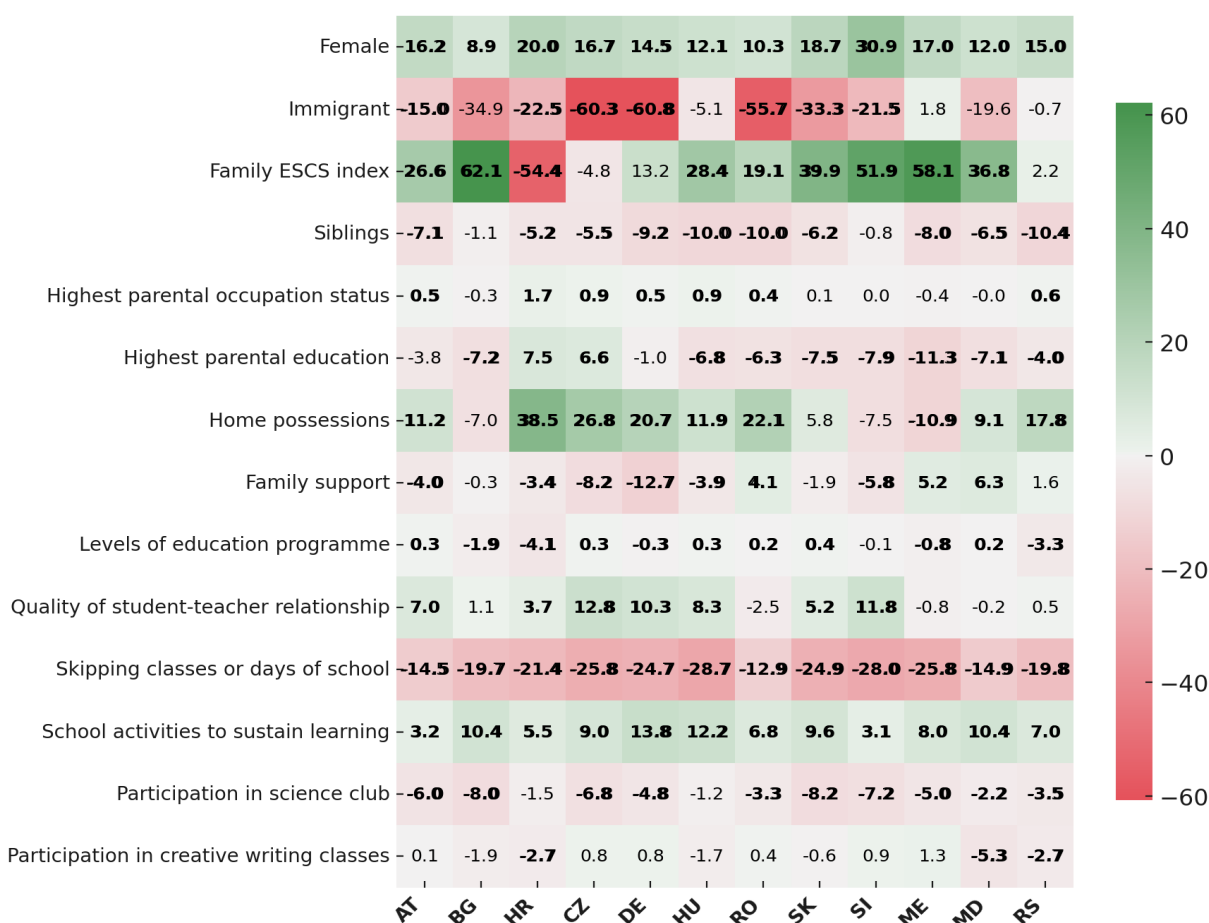 Female 16.2 8.9 20.0 16.7 14.5 12.1 10.3 18.7 30.9 17.0 12.0 15.0
Immigrant -15.0 -34.9 -22.5 -60.3 -60.8 -5.1 -55.7 -33.3 -21.5 1.8 -19.6 -0.7
Family ESCS index 26.6 62.1 -54.4 -4.8 13.2 28.4 19.1 39.9 51.9 58.1 36.8 2.2
Siblings -7.1 -1.1 -5.2 -5.5 -9.2 -10.0 -10.0 -6.2 -0.8 -8.0 -6.5 -10.4
Highest parental occupation status 0.5 -0.3 1.7 0.9 0.5 0.9 0.4 0.1 0.0 -0.4 -0.0 0.6
Highest parental education -3.8 -7.2 7.5 6.6 -1.0 -6.8 -6.3 -7.5 -7.9 -11.3 -7.1 -4.0
Home possessions 11.2 -7.0 38.5 26.8 20.7 11.9 22.1 5.8 -7.5 -10.9 9.1 17.8
Family support -4.0 -0.3 -3.4 -8.2 -12.7 -3.9 4.1 -1.9 -5.8 5.2 6.3 1.6
Levels of education programme 0.3 -1.9 -4.1 0.3 -0.3 0.3 0.2 0.4 -0.1 -0.8 0.2 -3.3
Quality of student-teacher relationship 7.0 1.1 3.7 12.8 10.3 8.3 -2.5 5.2 11.8 -0.8 -0.2 0.5
Skipping classes or days of school -14.5 -19.7 -21.4 -25.8 -24.7 -28.7 -12.9 -24.9 -28.0 -25.8 -14.9 -19.8
School activities to sustain learning 3.2 10.4 5.5 9.0 13.8 12.2 6.8 9.6 3.1 8.0 10.4 7.0
Participation in science club -6.0 -8.0 -1.5 -6.8 -4.8 -1.2 -3.3 -8.2 -7.2 -5.0 -2.2 -3.5
Participation in creative writing classes 0.1 -1.9 -2.7 0.8 0.8 -1.7 0.4 -0.6 0.9 1.3 -5.3 -2.7
AT BG HR CZ DE HU RO SK SI ME MD RS
60
40
20
0
−20
−40
−60